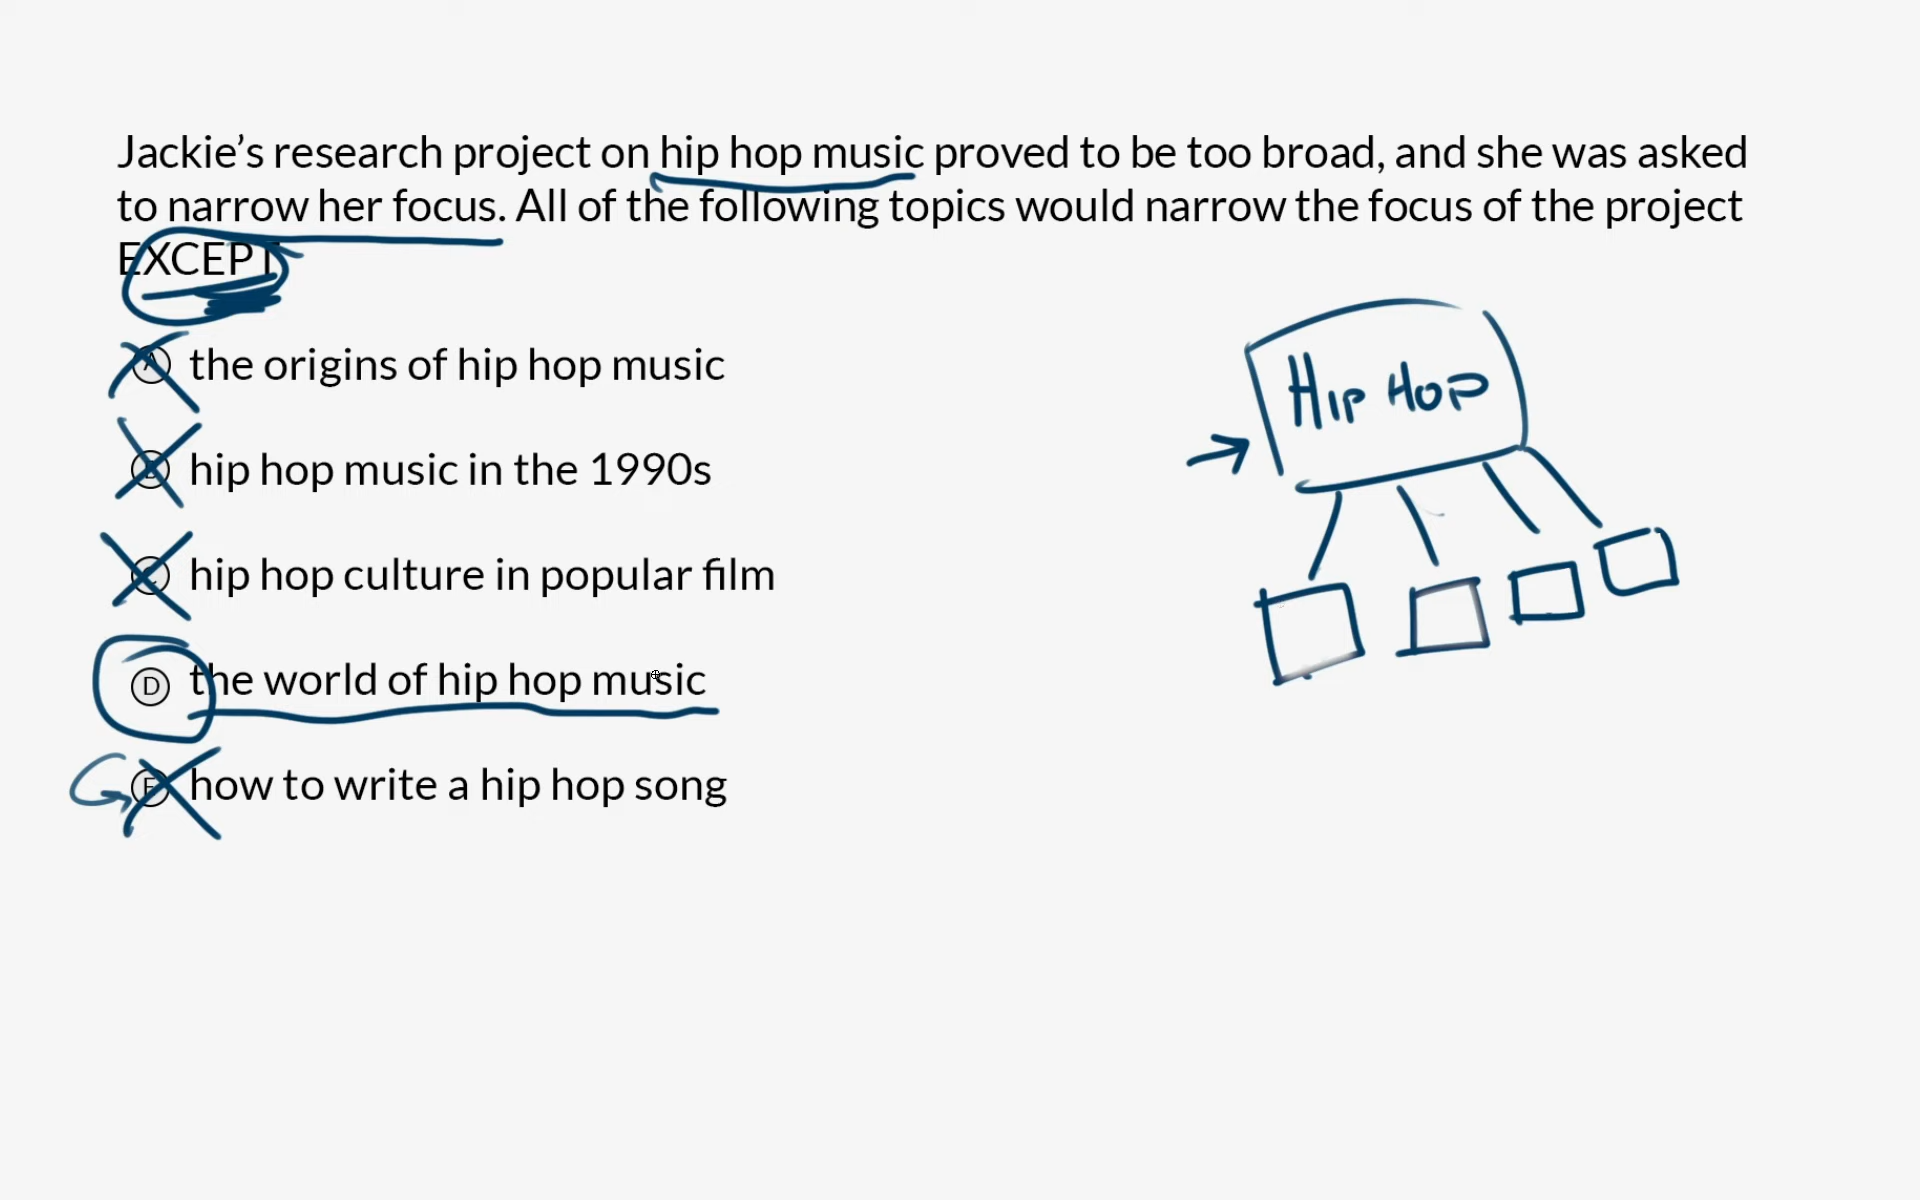 Jackie’s research project on hip hop music proved to be too broad, and she was asked
to narrow her focus. All of the following topics would narrow the focus of the project
EXCEPT
A the origins of hip hop music
B hip hop music in the 1990s
C hip hop culture in popular film
D the world of hip hop music
E how to write a hip hop song
HIP HOP